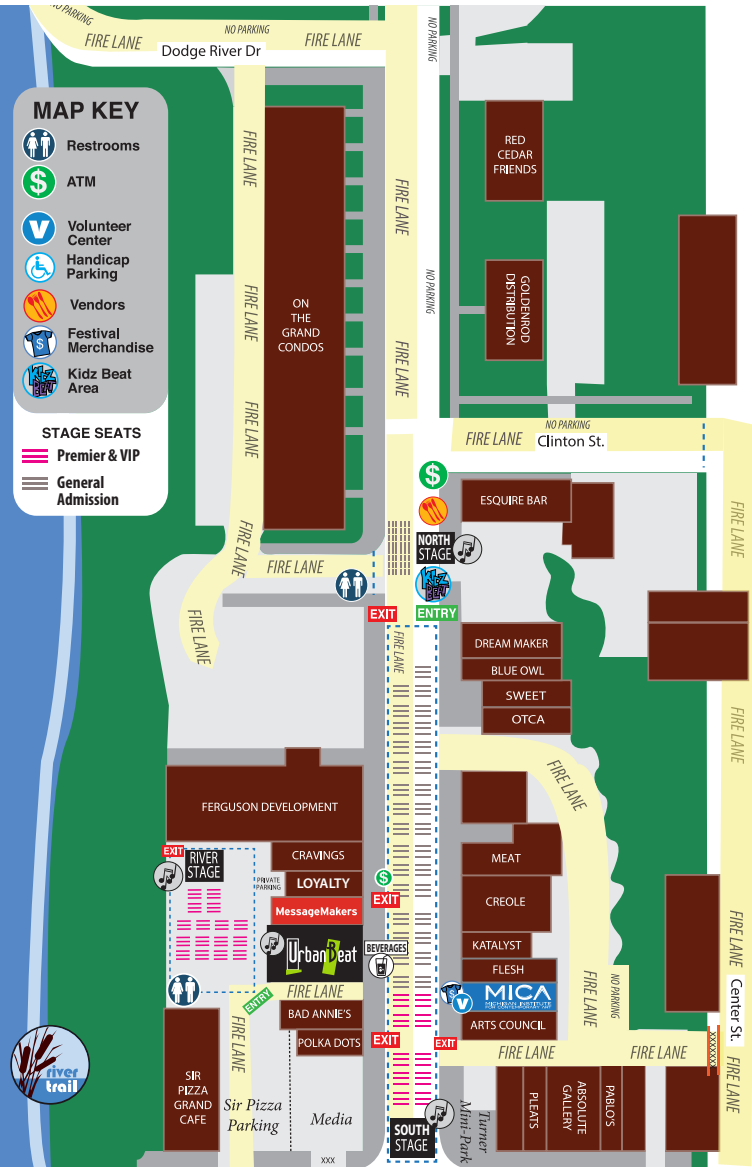 NO PARKING
FIRE LANE
NO PARKING
FIRE LANE
Dodge River Dr
NO PARKING
MAP KEY
Restrooms
$
ATM
V
Volunteer
Center
Handicap
Parking
Vendors
$
Festival
Merchandise
KIDZ
BEAT
Kidz Beat
Area
STAGE SEATS
Premier & VIP
General
Admission
FIRE LANE
FIRE LANE
FIRE LANE
FIRE LANE
FIRE LANE
FIRE LANE
ON
THE
GRAND
CONDOS
FIRE LANE
NO PARKING
FIRE LANE
RED
CEDAR
FRIENDS
GOLDENROD
DISTRIBUTION
NO PARKING
FIRE LANE
Clinton St.
$
ESQUIRE BAR
NORTH
STAGE
KIDZ
BEAT
EXIT
ENTRY
FIRE LANE
FIRE LANE
FIRE LANE
DREAM MAKER
BLUE OWL
SWEET
OTCA
FIRE LANE
FERGUSON DEVELOPMENT
EXIT
RIVER
STAGE
CRAVINGS
PRIVATE
PARKING
LOYALTY
MessageMakers
UrbanBeat
$
EXIT
BEVERAGES
MEAT
CREOLE
KATALYST
FLESH
$
V
MICA
MICHIGAN INSTITUTE
FOR CONTEMPORARY ART
ARTS COUNCIL
FIRE LANE
NO PARKING
FIRE LANE
Center St.
FIRE LANE
XXXXXXX
ENTRY
FIRE LANE
BAD ANNIE'S
POLKA DOTS
EXIT
EXIT
FIRE LANE
FIRE LANE
FIRE LANE
river
trail
SIR
PIZZA
GRAND
CAFE
Sir Pizza
Parking
Media
XXX
SOUTH
STAGE
Turner
Mini-Park
PLEATS
ABSOLUTE
GALLERY
PABLO'S